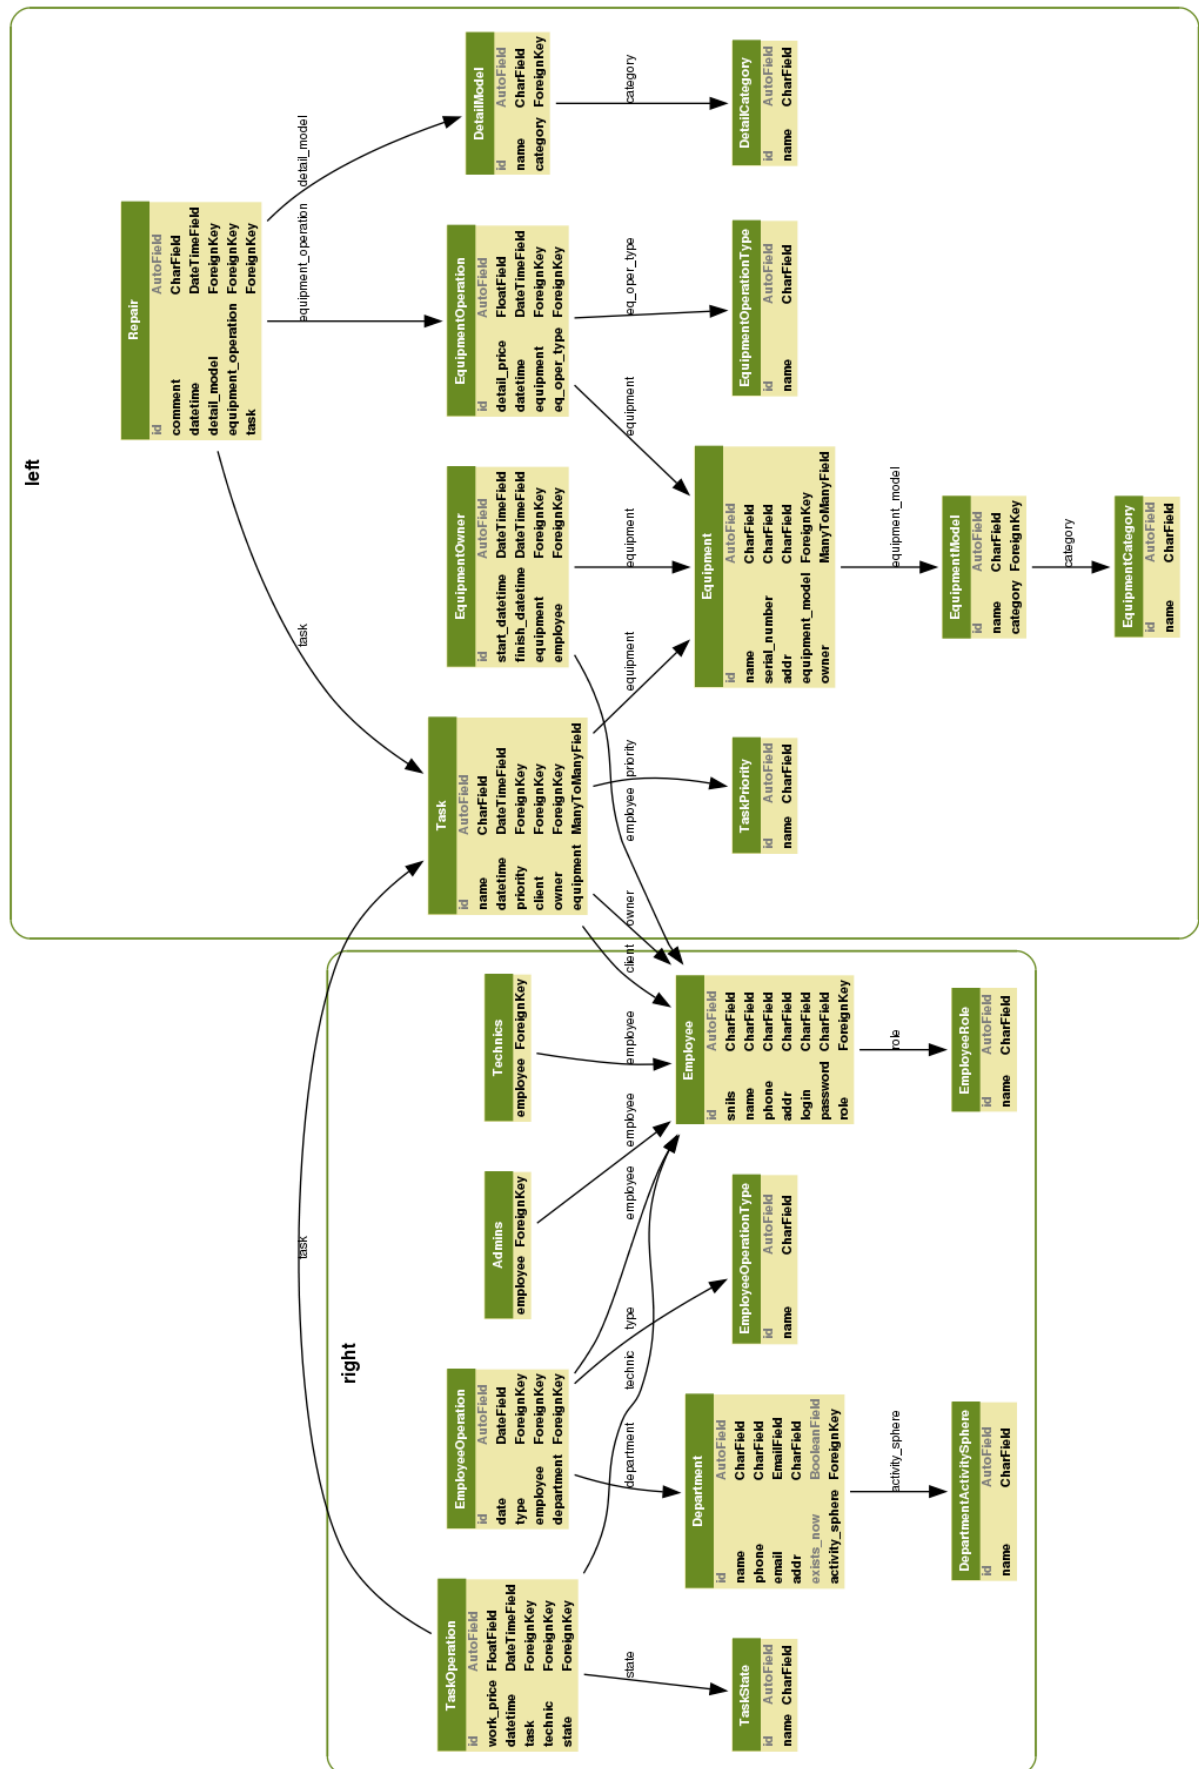 left
Repair
id AutoField
comment CharField
datetime DateTimeField
detail_model ForeignKey
equipment_operation ForeignKey
task ForeignKey
task
equipment_operation
detail_model
Task
id AutoField
name CharField
datetime DateTimeField
priority ForeignKey
client ForeignKey
owner ForeignKey
equipment ManyToManyField
EquipmentOwner
id AutoField
start_datetime DateTimeField
finish_datetime DateTimeField
equipment ForeignKey
employee ForeignKey
EquipmentOperation
id AutoField
detail_price FloatField
datetime DateTimeField
equipment ForeignKey
eq_oper_type ForeignKey
DetailModel
id AutoField
name CharField
category ForeignKey
client
owner
employee
priority
equipment
equipment
equipment
eq_oper_type
category
TaskPriority
id AutoField
name CharField
Equipment
id AutoField
name CharField
serial_number CharField
addr CharField
equipment_model ForeignKey
owner ManyToManyField
EquipmentOperationType
id AutoField
name CharField
DetailCategory
id AutoField
name CharField
equipment_model
EquipmentModel
id AutoField
name CharField
category ForeignKey
category
EquipmentCategory
id AutoField
name CharField
right
task
TaskOperation
id AutoField
work_price FloatField
datetime DateTimeField
task ForeignKey
technic ForeignKey
state ForeignKey
EmployeeOperation
id AutoField
date DateField
type ForeignKey
employee ForeignKey
department ForeignKey
Admins
employee ForeignKey
Technics
employee ForeignKey
state
department
technic
type
employee
employee
employee
TaskState
id AutoField
name CharField
Department
id AutoField
name CharField
phone CharField
email EmailField
addr CharField
exists_now BooleanField
activity_sphere ForeignKey
EmployeeOperationType
id AutoField
name CharField
Employee
id AutoField
snils CharField
name CharField
phone CharField
addr CharField
login CharField
password CharField
role ForeignKey
activity_sphere
role
DepartmentActivitySphere
id AutoField
name CharField
EmployeeRole
id AutoField
name CharField